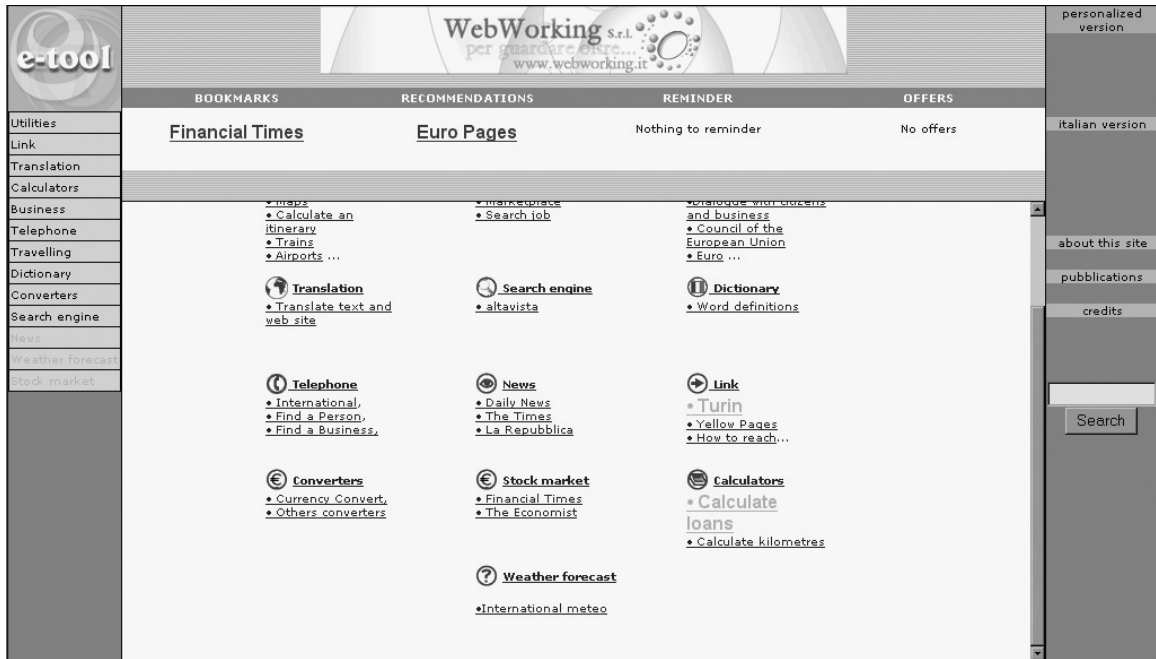 e-tool
WebWorking s.r.l.
per guardare oltre...
www.webworking.it
personalized
version
BOOKMARKS RECOMMENDATIONS REMINDER OFFERS
Financial Times Euro Pages Nothing to reminder No offers
Utilities
Link
Translation
Calculators
Business
Telephone
Travelling
Dictionary
Converters
Search engine
News
Weather forecast
Stock market
• Maps
• Calculate an
itinerary
• Trains
• Airports ...
• Marketplace
• Search job
•Dialogue with citizens
and business
• Council of the
European Union
• Euro ...
Translation
• Translate text and
web site
Search engine
• altavista
Dictionary
• Word definitions
Telephone
• International,
• Find a Person,
• Find a Business,
News
• Daily News
• The Times
• La Repubblica
Link
• Turin
• Yellow Pages
• How to reach...
Converters
• Currency Convert,
• Others converters
Stock market
• Financial Times
• The Economist
Calculators
• Calculate
loans
• Calculate kilometres
Weather forecast
•International meteo
italian version
about this site
pubblications
credits
Search